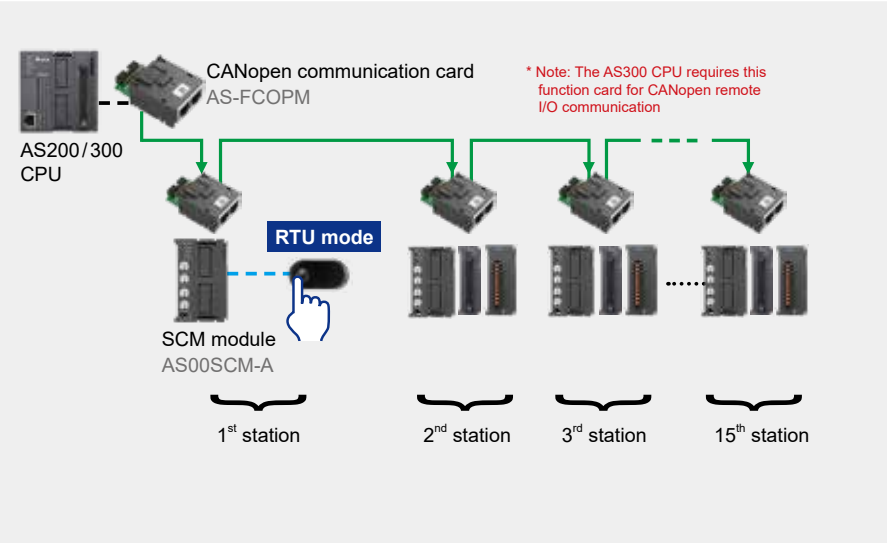 CANopen communication card
AS-FCOPM
* Note: The AS300 CPU requires this
function card for CANopen remote
I/O communication
AS200/300
CPU
RTU mode
SCM module
AS00SCM-A
1st station
2nd station
3rd station
15th station